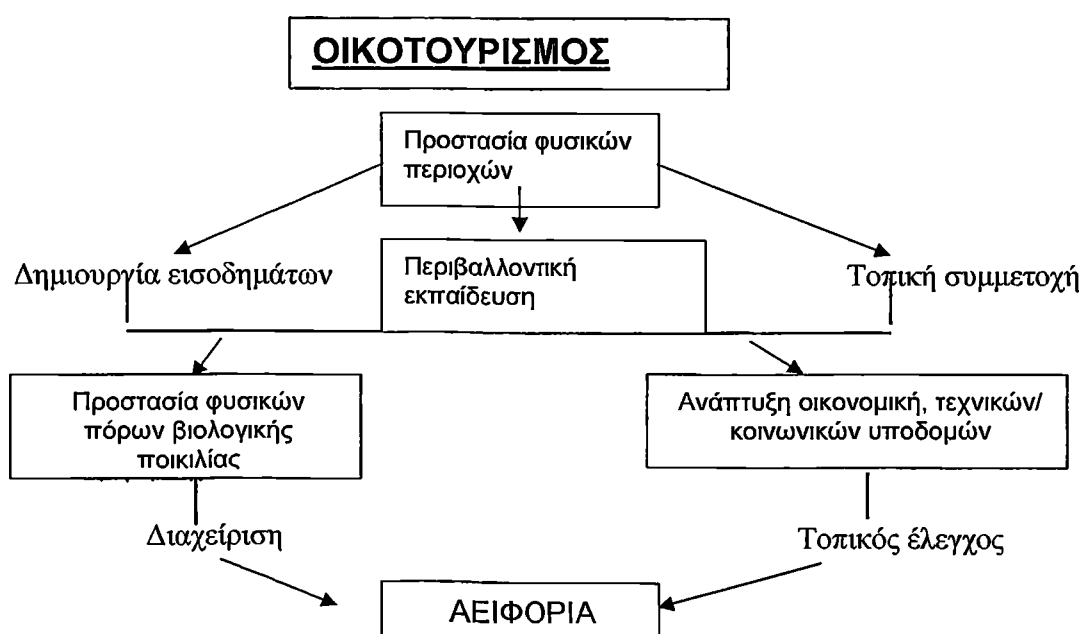 ΟΙΚΟΤΟΥΡΙΣΜΟΣ
Προστασία φυσικών
περιοχών
Δημιουργία εισοδημάτων
Περιβαλλοντική
εκπαίδευση
Τοπική συμμετοχή
Προστασία φυσικών
πόρων βιολογικής
ποικιλίας
Ανάπτυξη οικονομική, τεχνικών/
κοινωνικών υποδομών
Διαχείριση
Τοπικός έλεγχος
ΑΕΙΦΟΡΙΑ